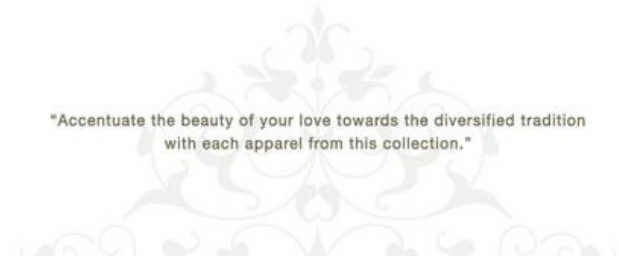 "Accentuate the beauty of your love towards the diversified tradition
with each apparel from this collection."